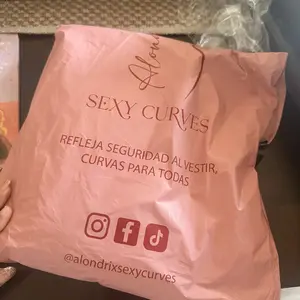 SEXY CURVES
REFLEJA SEGURIDAD AL VESTIR,
CURVAS PARA TODAS
@alondrixsexycurves